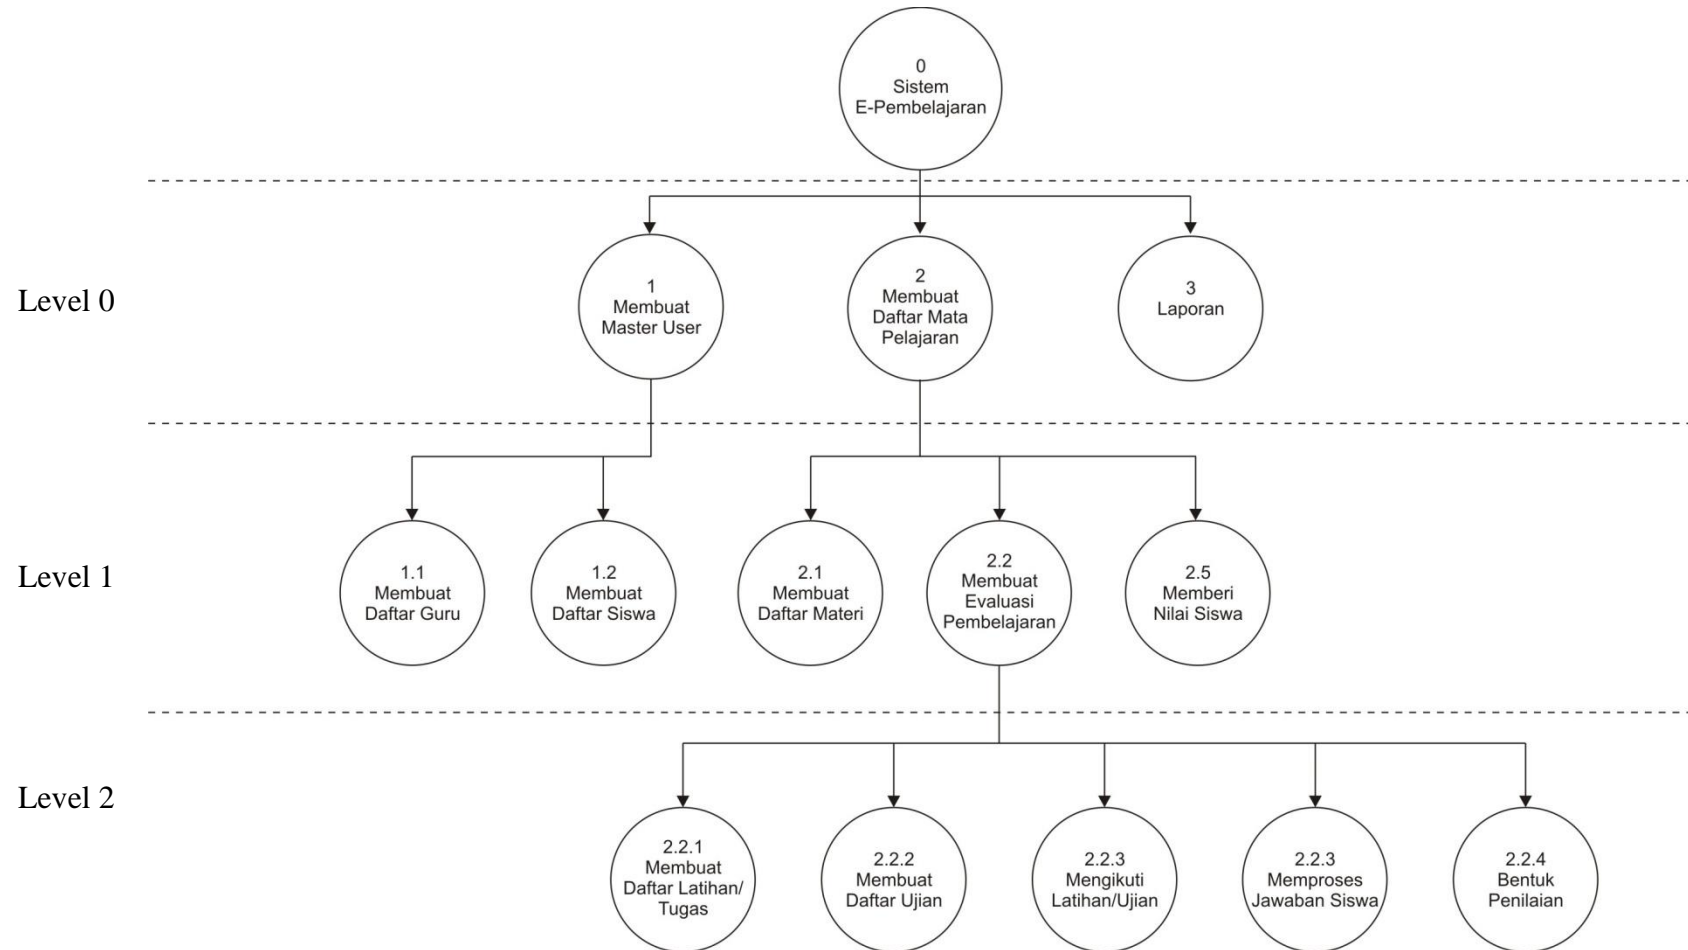 0
Sistem
E-Pembelajaran
Level 0
1
Membuat
Master User
2
Membuat
Daftar Mata
Pelajaran
3
Laporan
Level 1
1.1
Membuat
Daftar Guru
1.2
Membuat
Daftar Siswa
2.1
Membuat
Daftar Materi
2.2
Membuat
Evaluasi
Pembelajaran
2.5
Memberi
Nilai Siswa
Level 2
2.2.1
Membuat
Daftar Latihan/
Tugas
2.2.2
Membuat
Daftar Ujian
2.2.3
Mengikuti
Latihan/Ujian
2.2.3
Memproses
Jawaban Siswa
2.2.4
Bentuk
Penilaian